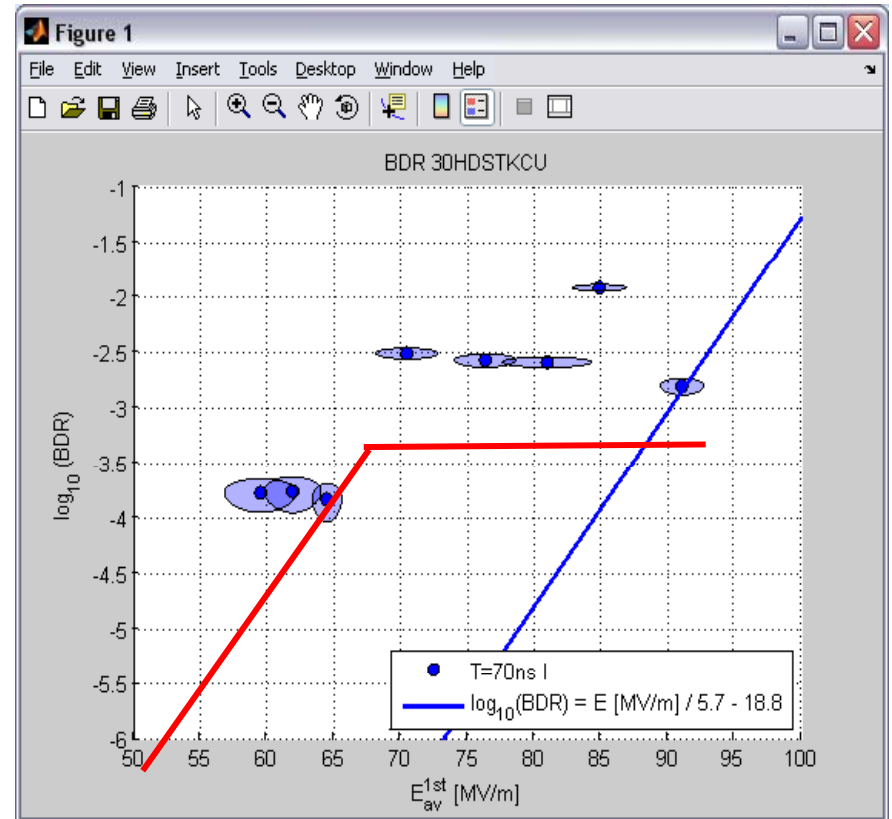 Figure 1
File Edit View Insert Tools Desktop Window Help
BDR 30HDSTKCU
-1
-1.5
-2
-2.5
-3
-3.5
-4
-4.5
-5
-5.5
-6
log10 (BDR)
T=70ns I
log10(BDR) = E [MV/m] / 5.7 - 18.8
50 55 60 65 70 75 80 85 90 95 100
E1stav [MV/m]